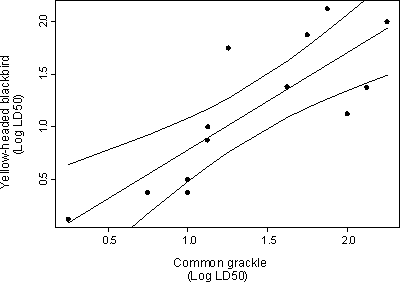 Yellow-headed blackbird
(Log LD50)
2.0
1.5
1.0
0.5
0.5 1.0 1.5 2.0
Common grackle
(Log LD50)